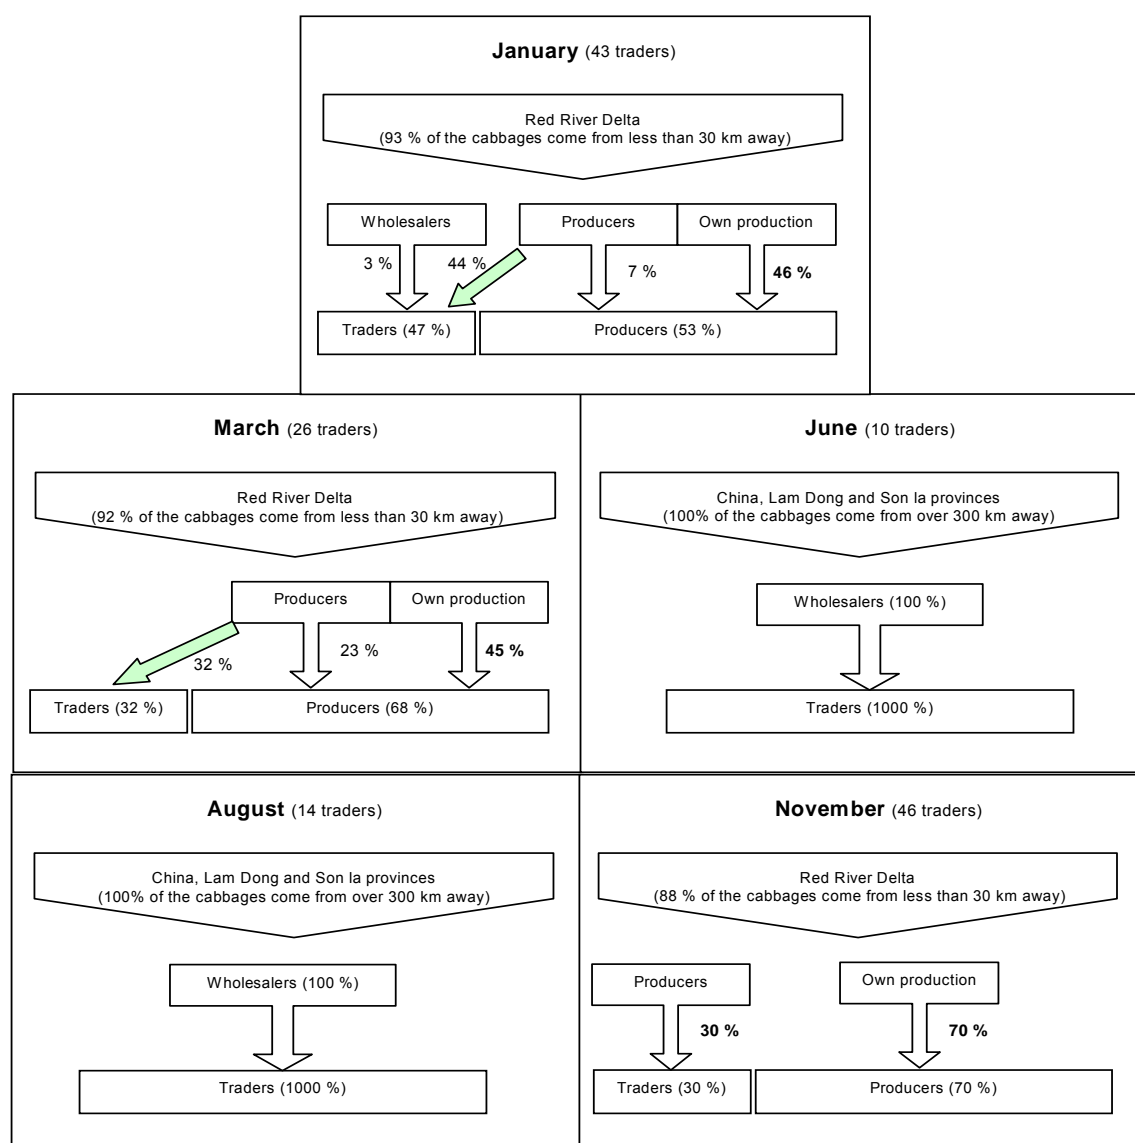 January (43 traders)
Red River Delta
(93 % of the cabbages come from less than 30 km away)
Wholesalers
Producers
Own production
3 %
44 %
7 %
46 %
Traders (47 %)
Producers (53 %)
March (26 traders)
Red River Delta
(92 % of the cabbages come from less than 30 km away)
Producers
Own production
32 %
23 %
45 %
Traders (32 %)
Producers (68 %)
June (10 traders)
China, Lam Dong and Son la provinces
(100% of the cabbages come from over 300 km away)
Wholesalers (100 %)
Traders (1000 %)
August (14 traders)
China, Lam Dong and Son la provinces
(100% of the cabbages come from over 300 km away)
Wholesalers (100 %)
Traders (1000 %)
November (46 traders)
Red River Delta
(88 % of the cabbages come from less than 30 km away)
Producers
Own production
30 %
70 %
Traders (30 %)
Producers (70 %)